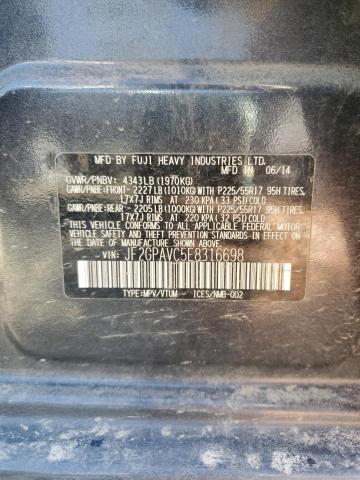 MFD BY FUJI HEAVY INDUSTRIES LTD.
MFD IN 06/14
GVWR/PNBV: 4343LB (1970KG)
GAWR/PNBE:FRONT- 2227LB (1010KG) WITH P225/55R17 95H TIRES,
17X7J RIMS AT 230 KPA (33 PSI) COLD
GAWR/PNBE:REAR- 2205LB (1000KG) WITH P225/55R17 95H TIRES,
17X7J RIMS AT 220 KPA (32 PSI) COLD
THIS VEHICLE CONFORMS TO ALL APPLICABLE FEDERAL MOTOR
VEHICLE SAFETY AND THEFT PREVENTION STANDARDS IN EFFECT
ON THE DATE OF MANUFACTURE SHOWN ABOVE.
VIN: JF2GPAVC5E8316698
TYPE:MPV/VTUM ICES/NMB-002